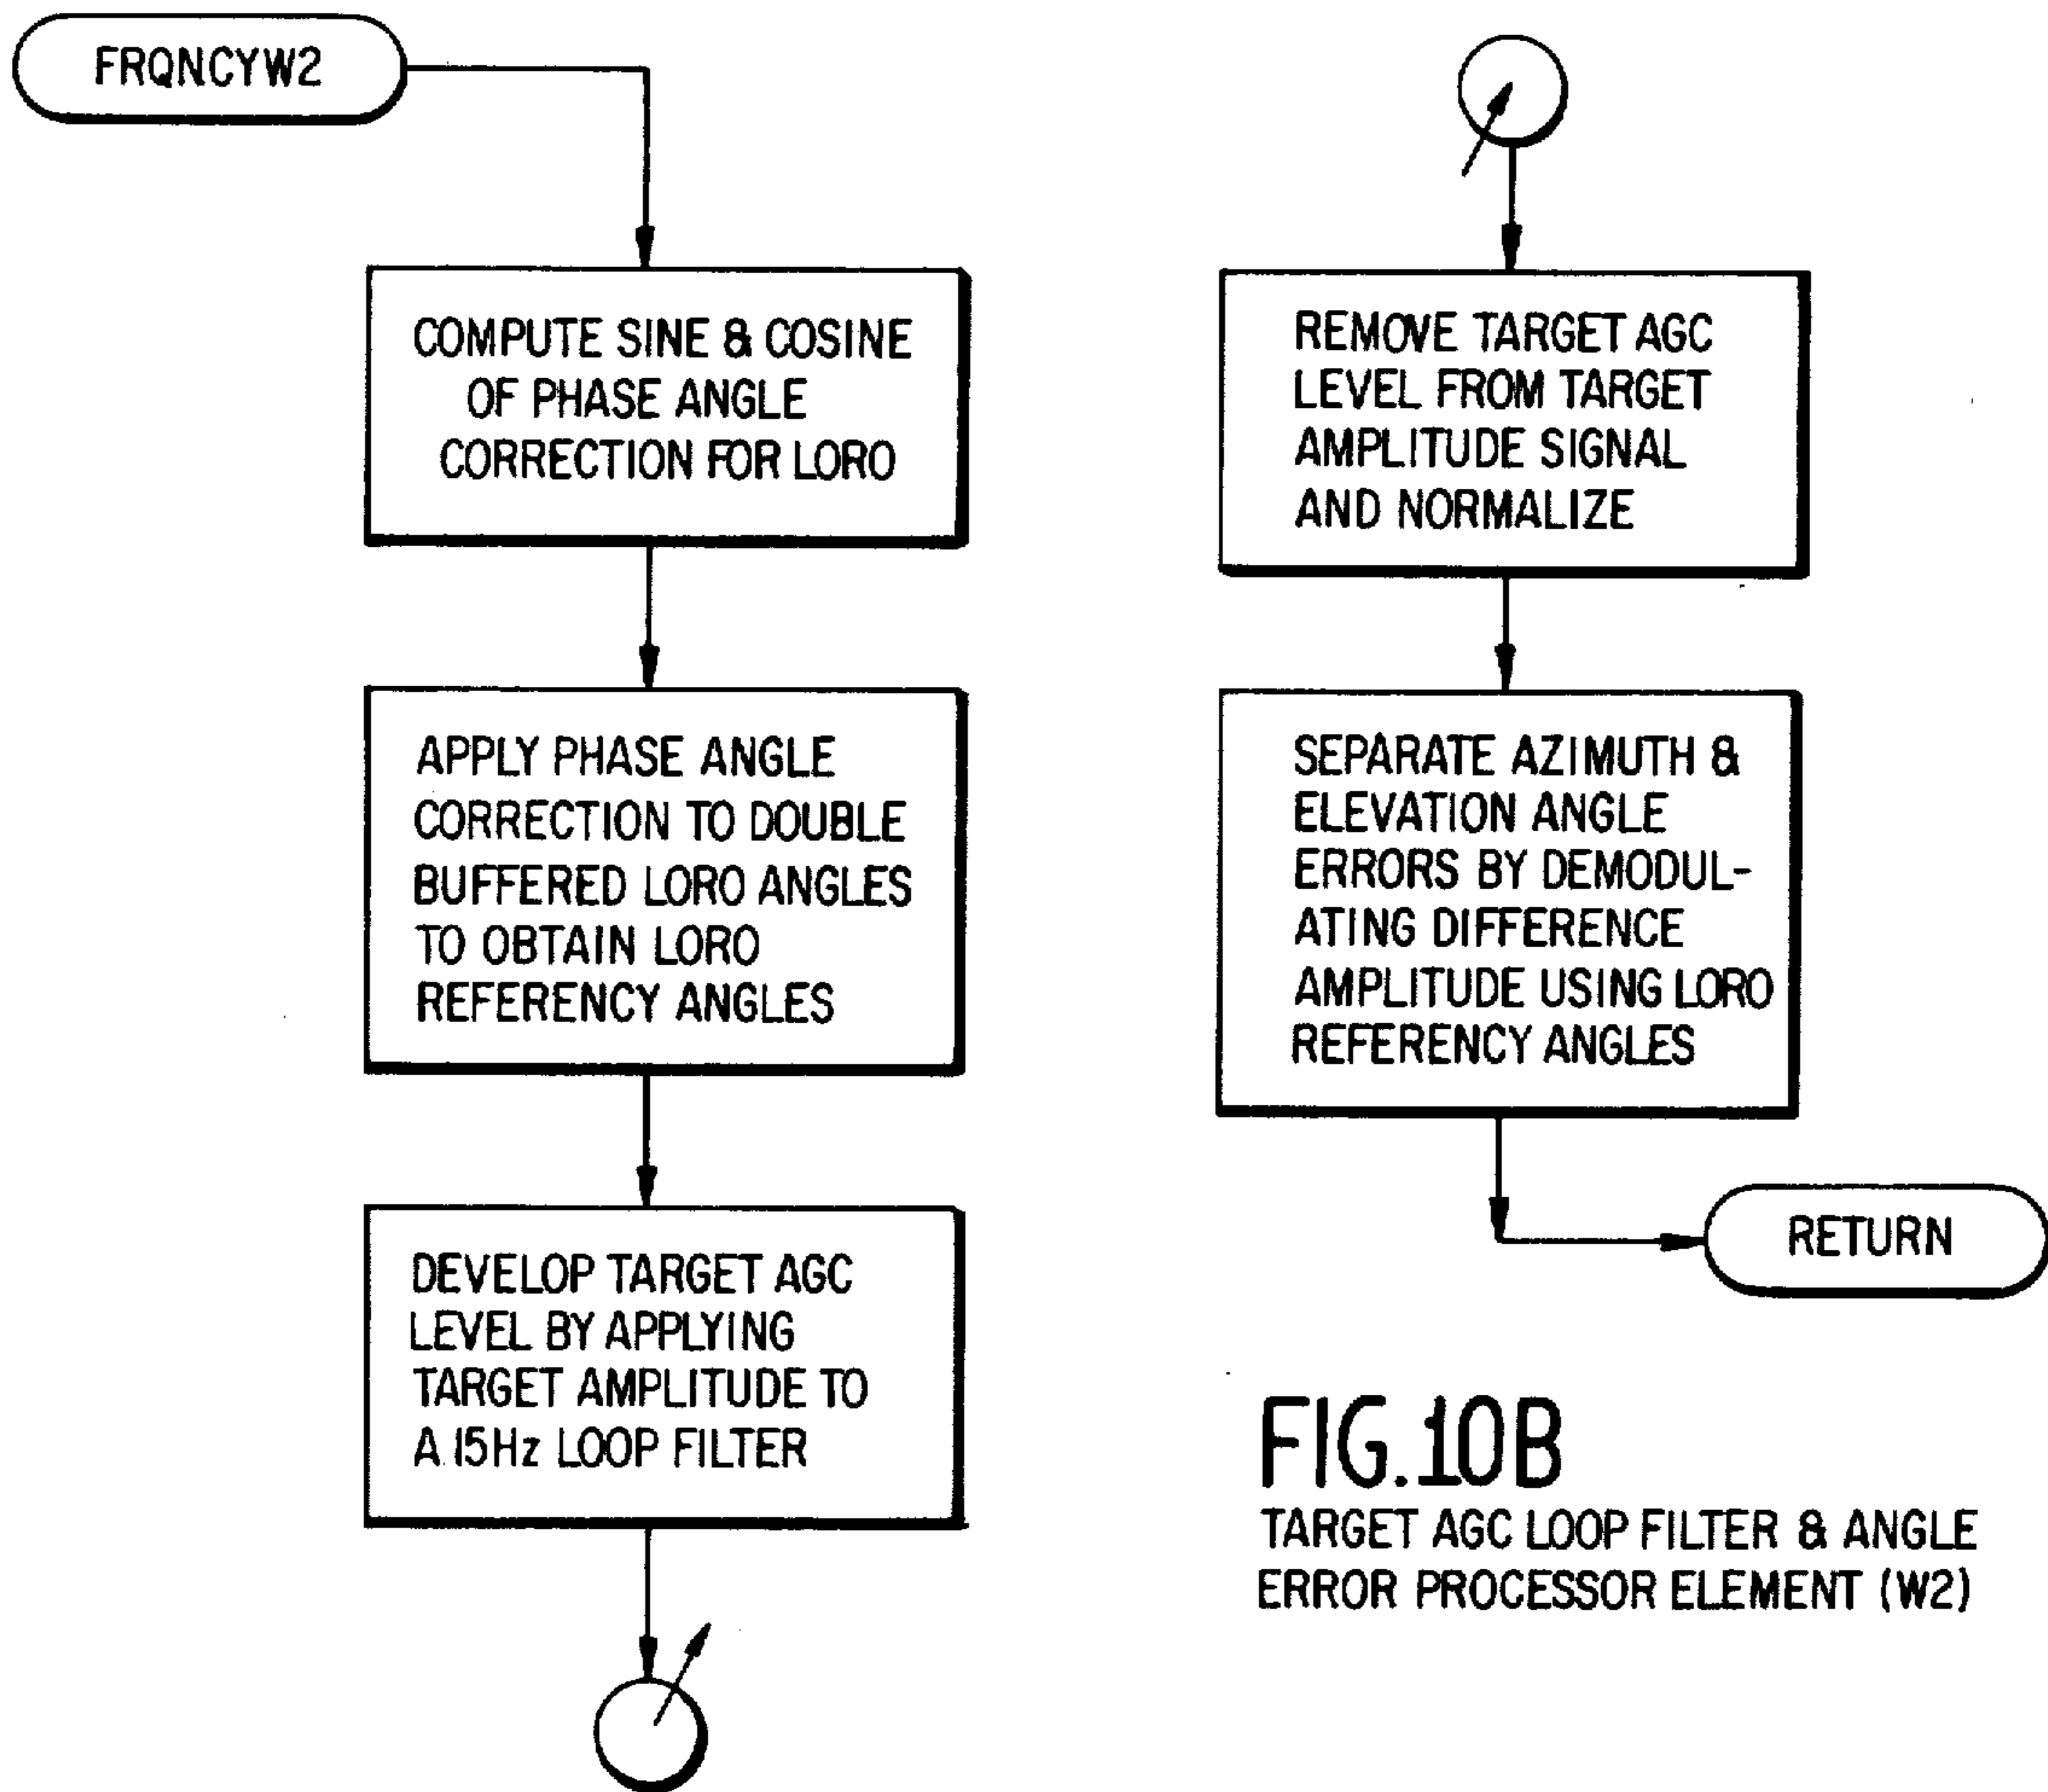 FRQNCYW2
COMPUTE SINE & COSINE
OF PHASE ANGLE
CORRECTION FOR LORO
APPLY PHASE ANGLE
CORRECTION TO DOUBLE
BUFFERED LORO ANGLES
TO OBTAIN LORO
REFERENCY ANGLES
DEVELOP TARGET AGC
LEVEL BY APPLYING
TARGET AMPLITUDE TO
A 15Hz LOOP FILTER
REMOVE TARGET AGC
LEVEL FROM TARGET
AMPLITUDE SIGNAL
AND NORMALIZE
SEPARATE AZIMUTH &
ELEVATION ANGLE
ERRORS BY DEMODUL-
ATING DIFFERENCE
AMPLITUDE USING LORO
REFERENCY ANGLES
RETURN
FIG.10B
TARGET AGC LOOP FILTER & ANGLE
ERROR PROCESSOR ELEMENT (W2)